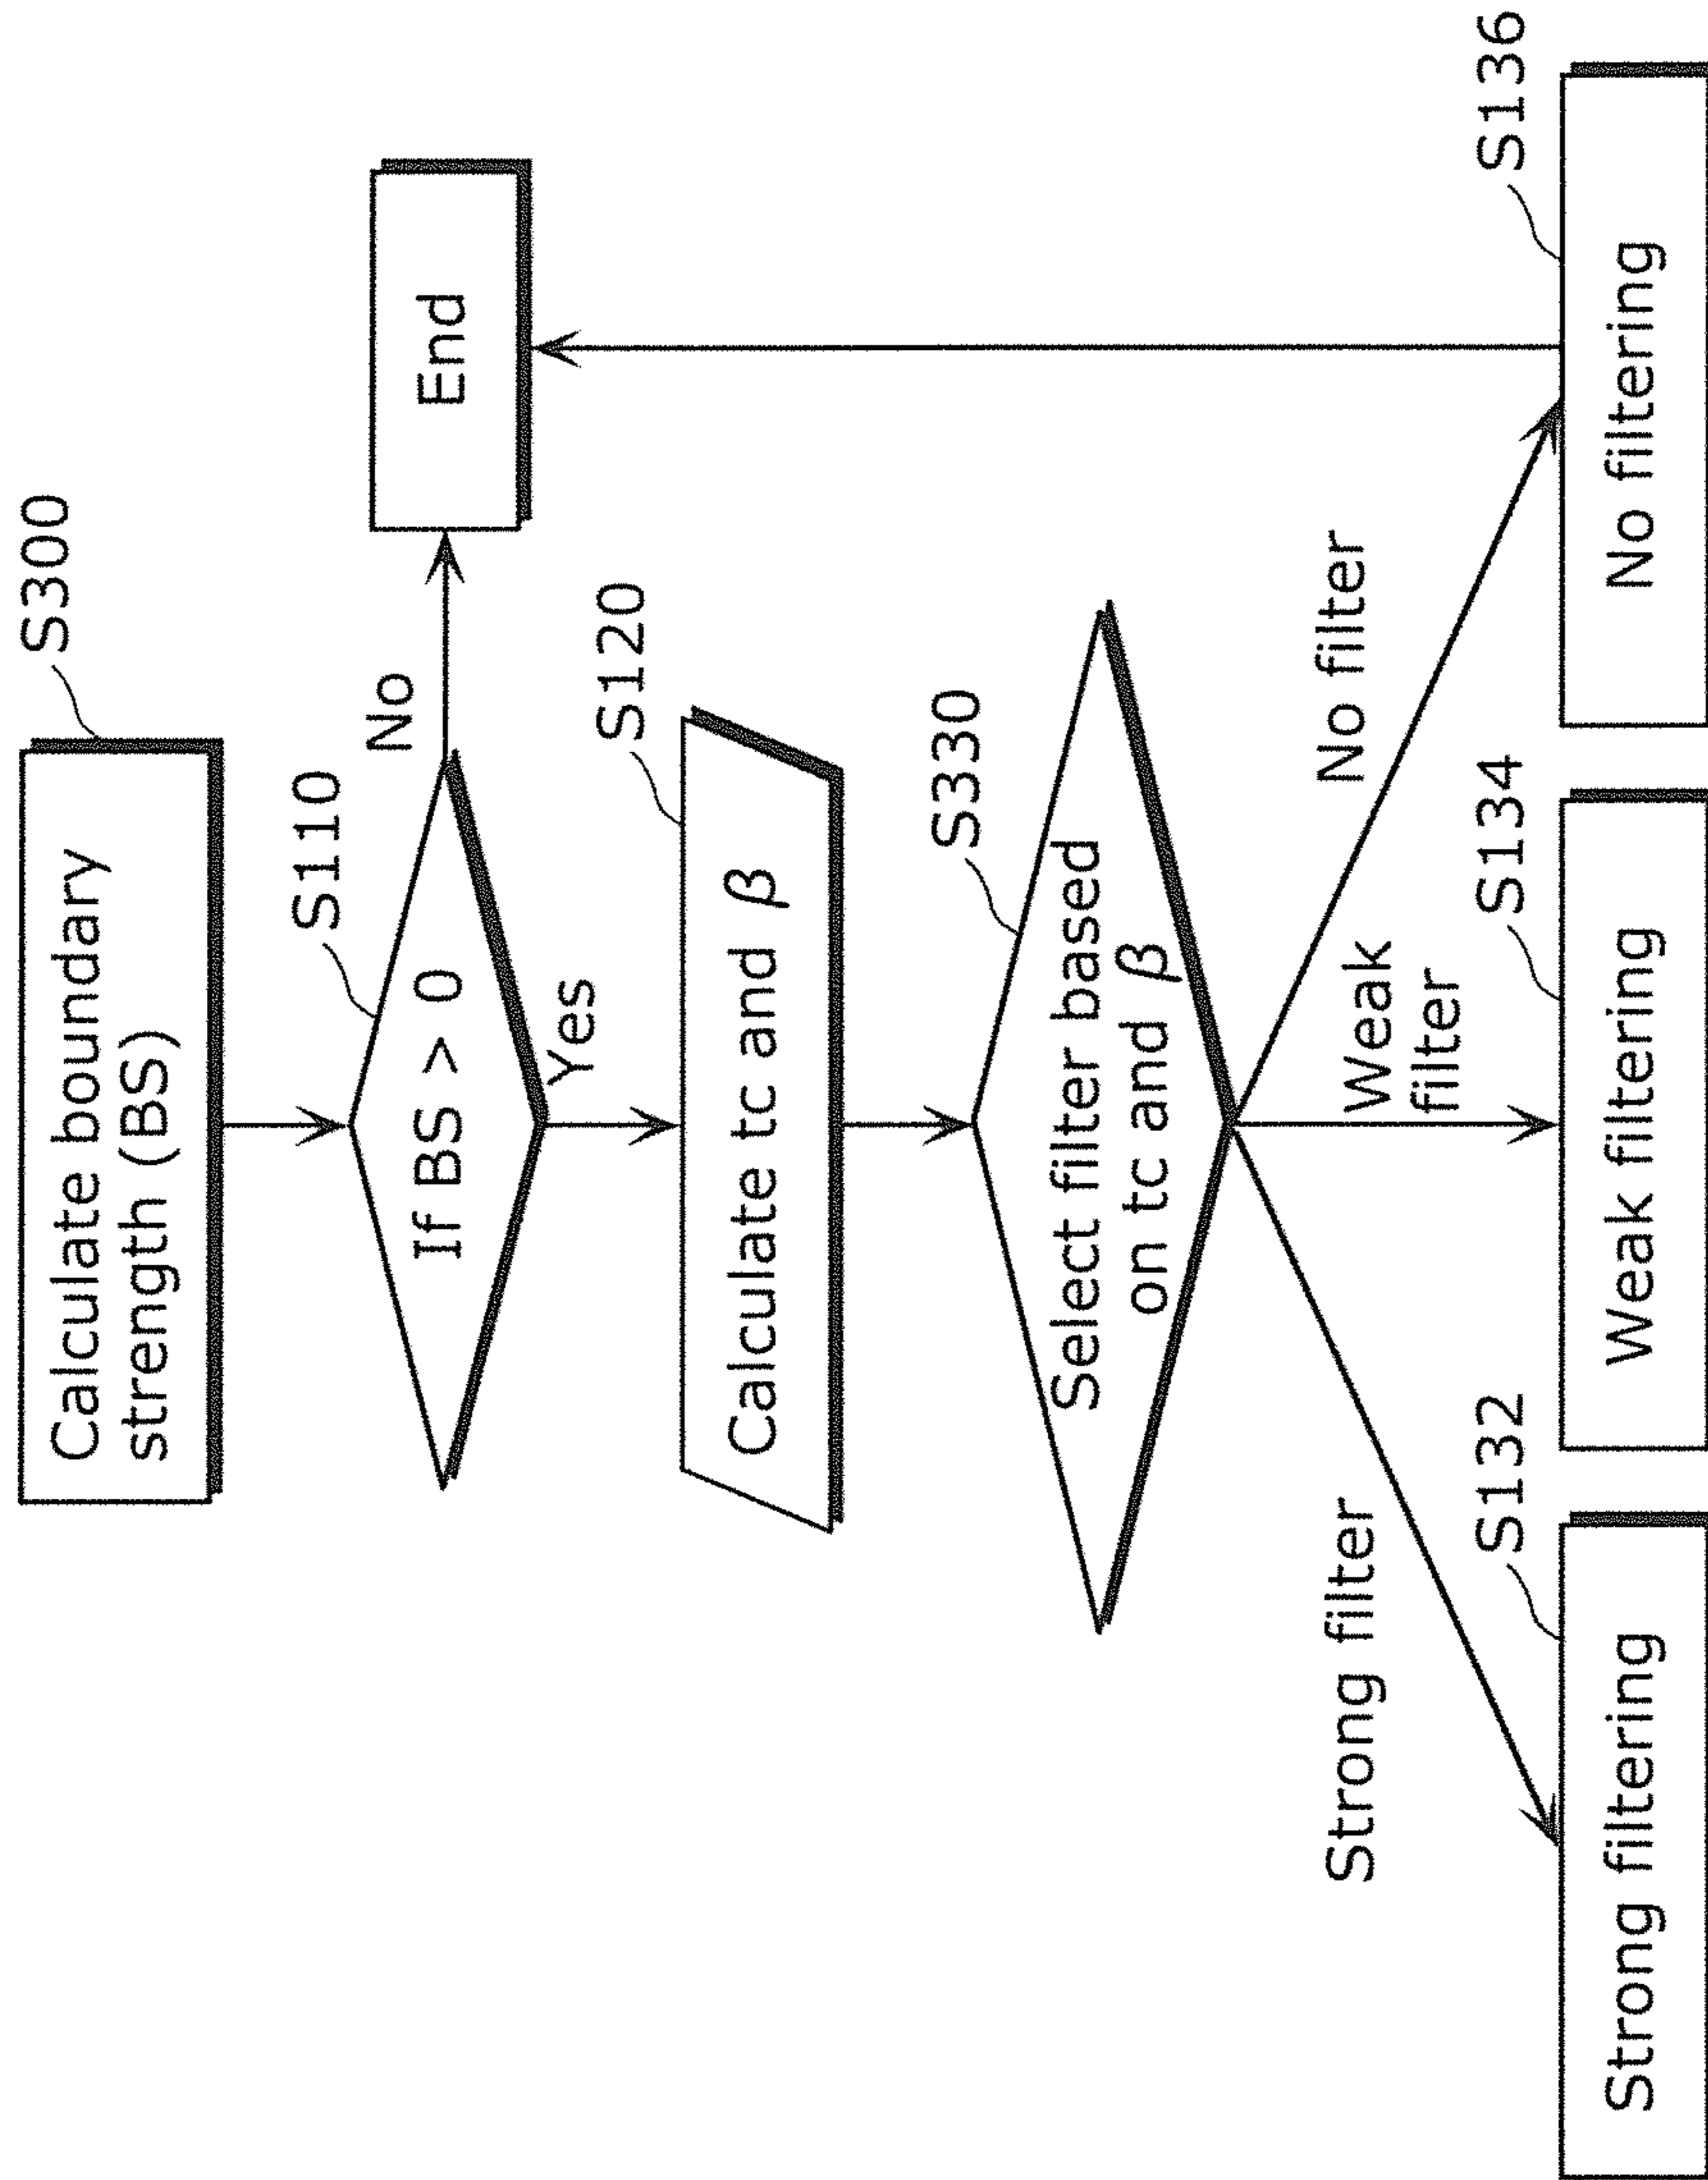 S300
Calculate boundary
strength (BS)
S110
If BS > 0
No
End
Yes
S120
Calculate tc and β
S330
Select filter based
on tc and β
Strong filter
Weak
filter
No filter
S132
Strong filtering
S134
Weak filtering
S136
No filtering